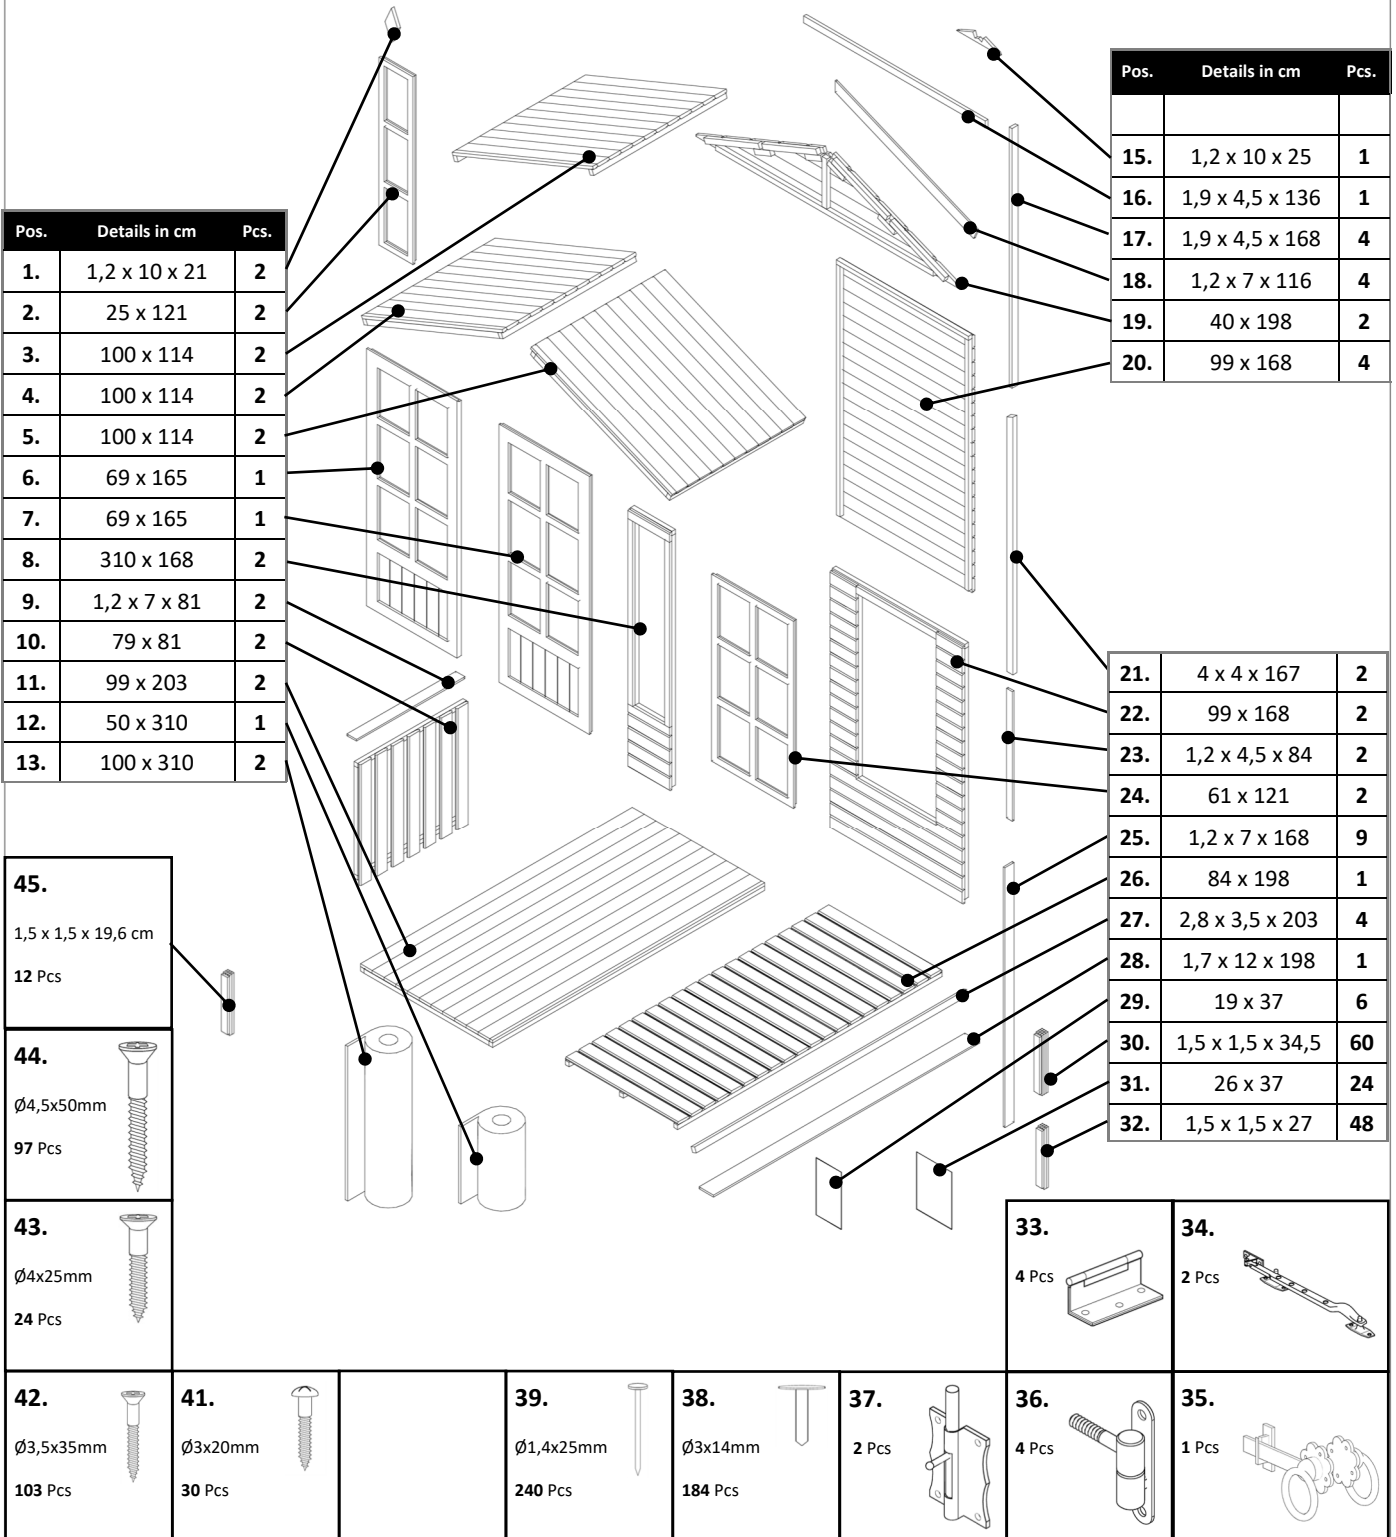 Pos. Details in cm Pcs.
1. 1,2 x 10 x 21 2
2. 25 x 121 2
3. 100 x 114 2
4. 100 x 114 2
5. 100 x 114 2
6. 69 x 165 1
7. 69 x 165 1
8. 310 x 168 2
9. 1,2 x 7 x 81 2
10. 79 x 81 2
11. 99 x 203 2
12. 50 x 310 1
13. 100 x 310 2
Pos. Details in cm Pcs.
15. 1,2 x 10 x 25 1
16. 1,9 x 4,5 x 136 1
17. 1,9 x 4,5 x 168 4
18. 1,2 x 7 x 116 4
19. 40 x 198 2
20. 99 x 168 4
21. 4 x 4 x 167 2
22. 99 x 168 2
23. 1,2 x 4,5 x 84 2
24. 61 x 121 2
25. 1,2 x 7 x 168 9
26. 84 x 198 1
27. 2,8 x 3,5 x 203 4
28. 1,7 x 12 x 198 1
29. 19 x 37 6
30. 1,5 x 1,5 x 34,5 60
31. 26 x 37 24
32. 1,5 x 1,5 x 27 48
45.
1,5 x 1,5 x 19,6 cm
12 Pcs
44.
Ø4,5x50mm
97 Pcs
43.
Ø4x25mm
24 Pcs
33.
4 Pcs
34.
2 Pcs
42.
Ø3,5x35mm
103 Pcs
41.
Ø3x20mm
30 Pcs
39.
Ø1,4x25mm
240 Pcs
38.
Ø3x14mm
184 Pcs
37.
2 Pcs
36.
4 Pcs
35.
1 Pcs